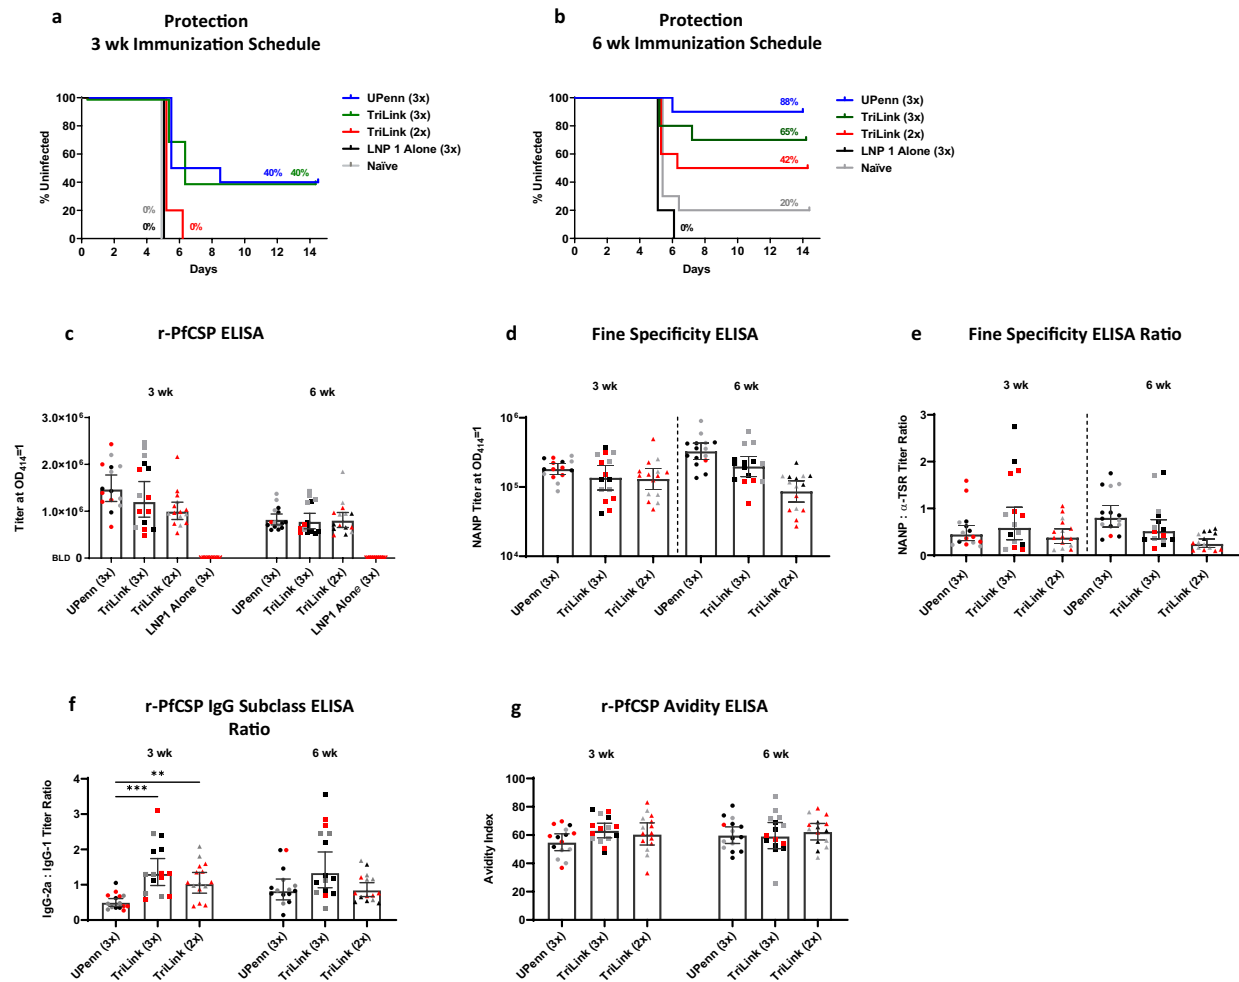 a
Protection
3 wk Immunization Schedule
% Uninfected
100
80
60
40
20
0
0 2 4 6 8 10 12 14
Days
40% 40%
0%
0% 0%
UPenn (3x)
TriLink (3x)
TriLink (2x)
LNP 1 Alone (3x)
Naïve
b
Protection
6 wk Immunization Schedule
% Uninfected
100
80
60
40
20
0
0 2 4 6 8 10 12 14
Days
88%
65%
42%
20%
0%
UPenn (3x)
TriLink (3x)
TriLink (2x)
LNP 1 Alone (3x)
Naïve
c
r-PfCSP ELISA
3 wk 6 wk
Titer at OD414=1
3.0×10⁶
2.0×10⁶
1.0×10⁶
BLD 0
UPenn (3x)
TriLink (3x)
TriLink (2x)
LNP1 Alone (3x)
UPenn (3x)
TriLink (3x)
TriLink (2x)
LNP1 Alone (3x)
d
Fine Specificity ELISA
3 wk 6 wk
NANP Titer at OD414=1
10⁶
10⁵
10⁴
UPenn (3x)
TriLink (3x)
TriLink (2x)
UPenn (3x)
TriLink (3x)
TriLink (2x)
e
Fine Specificity ELISA Ratio
3 wk 6 wk
NANP : α-TSR Titer Ratio
3
2
1
0
UPenn (3x)
TriLink (3x)
TriLink (2x)
UPenn (3x)
TriLink (3x)
TriLink (2x)
f
r-PfCSP IgG Subclass ELISA
Ratio
3 wk 6 wk
IgG-2a : IgG-1 Titer Ratio
4
3
2
1
0
**
***
UPenn (3x)
TriLink (3x)
TriLink (2x)
UPenn (3x)
TriLink (3x)
TriLink (2x)
g
r-PfCSP Avidity ELISA
3 wk 6 wk
Avidity Index
100
80
60
40
20
0
UPenn (3x)
TriLink (3x)
TriLink (2x)
UPenn (3x)
TriLink (3x)
TriLink (2x)